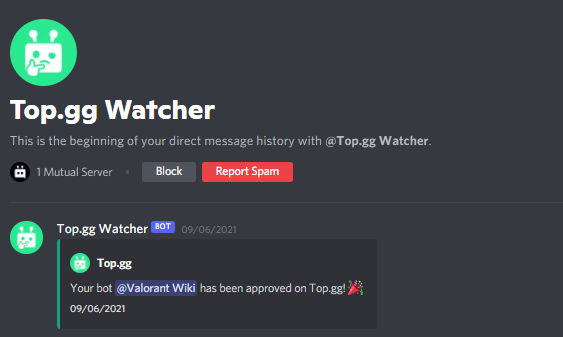 Top.gg Watcher
This is the beginning of your direct message history with @Top.gg Watcher.
1 Mutual Server • Block Report Spam
Top.gg Watcher BOT 09/06/2021
Top.gg
Your bot @Valorant Wiki has been approved on Top.gg! 🎉
09/06/2021